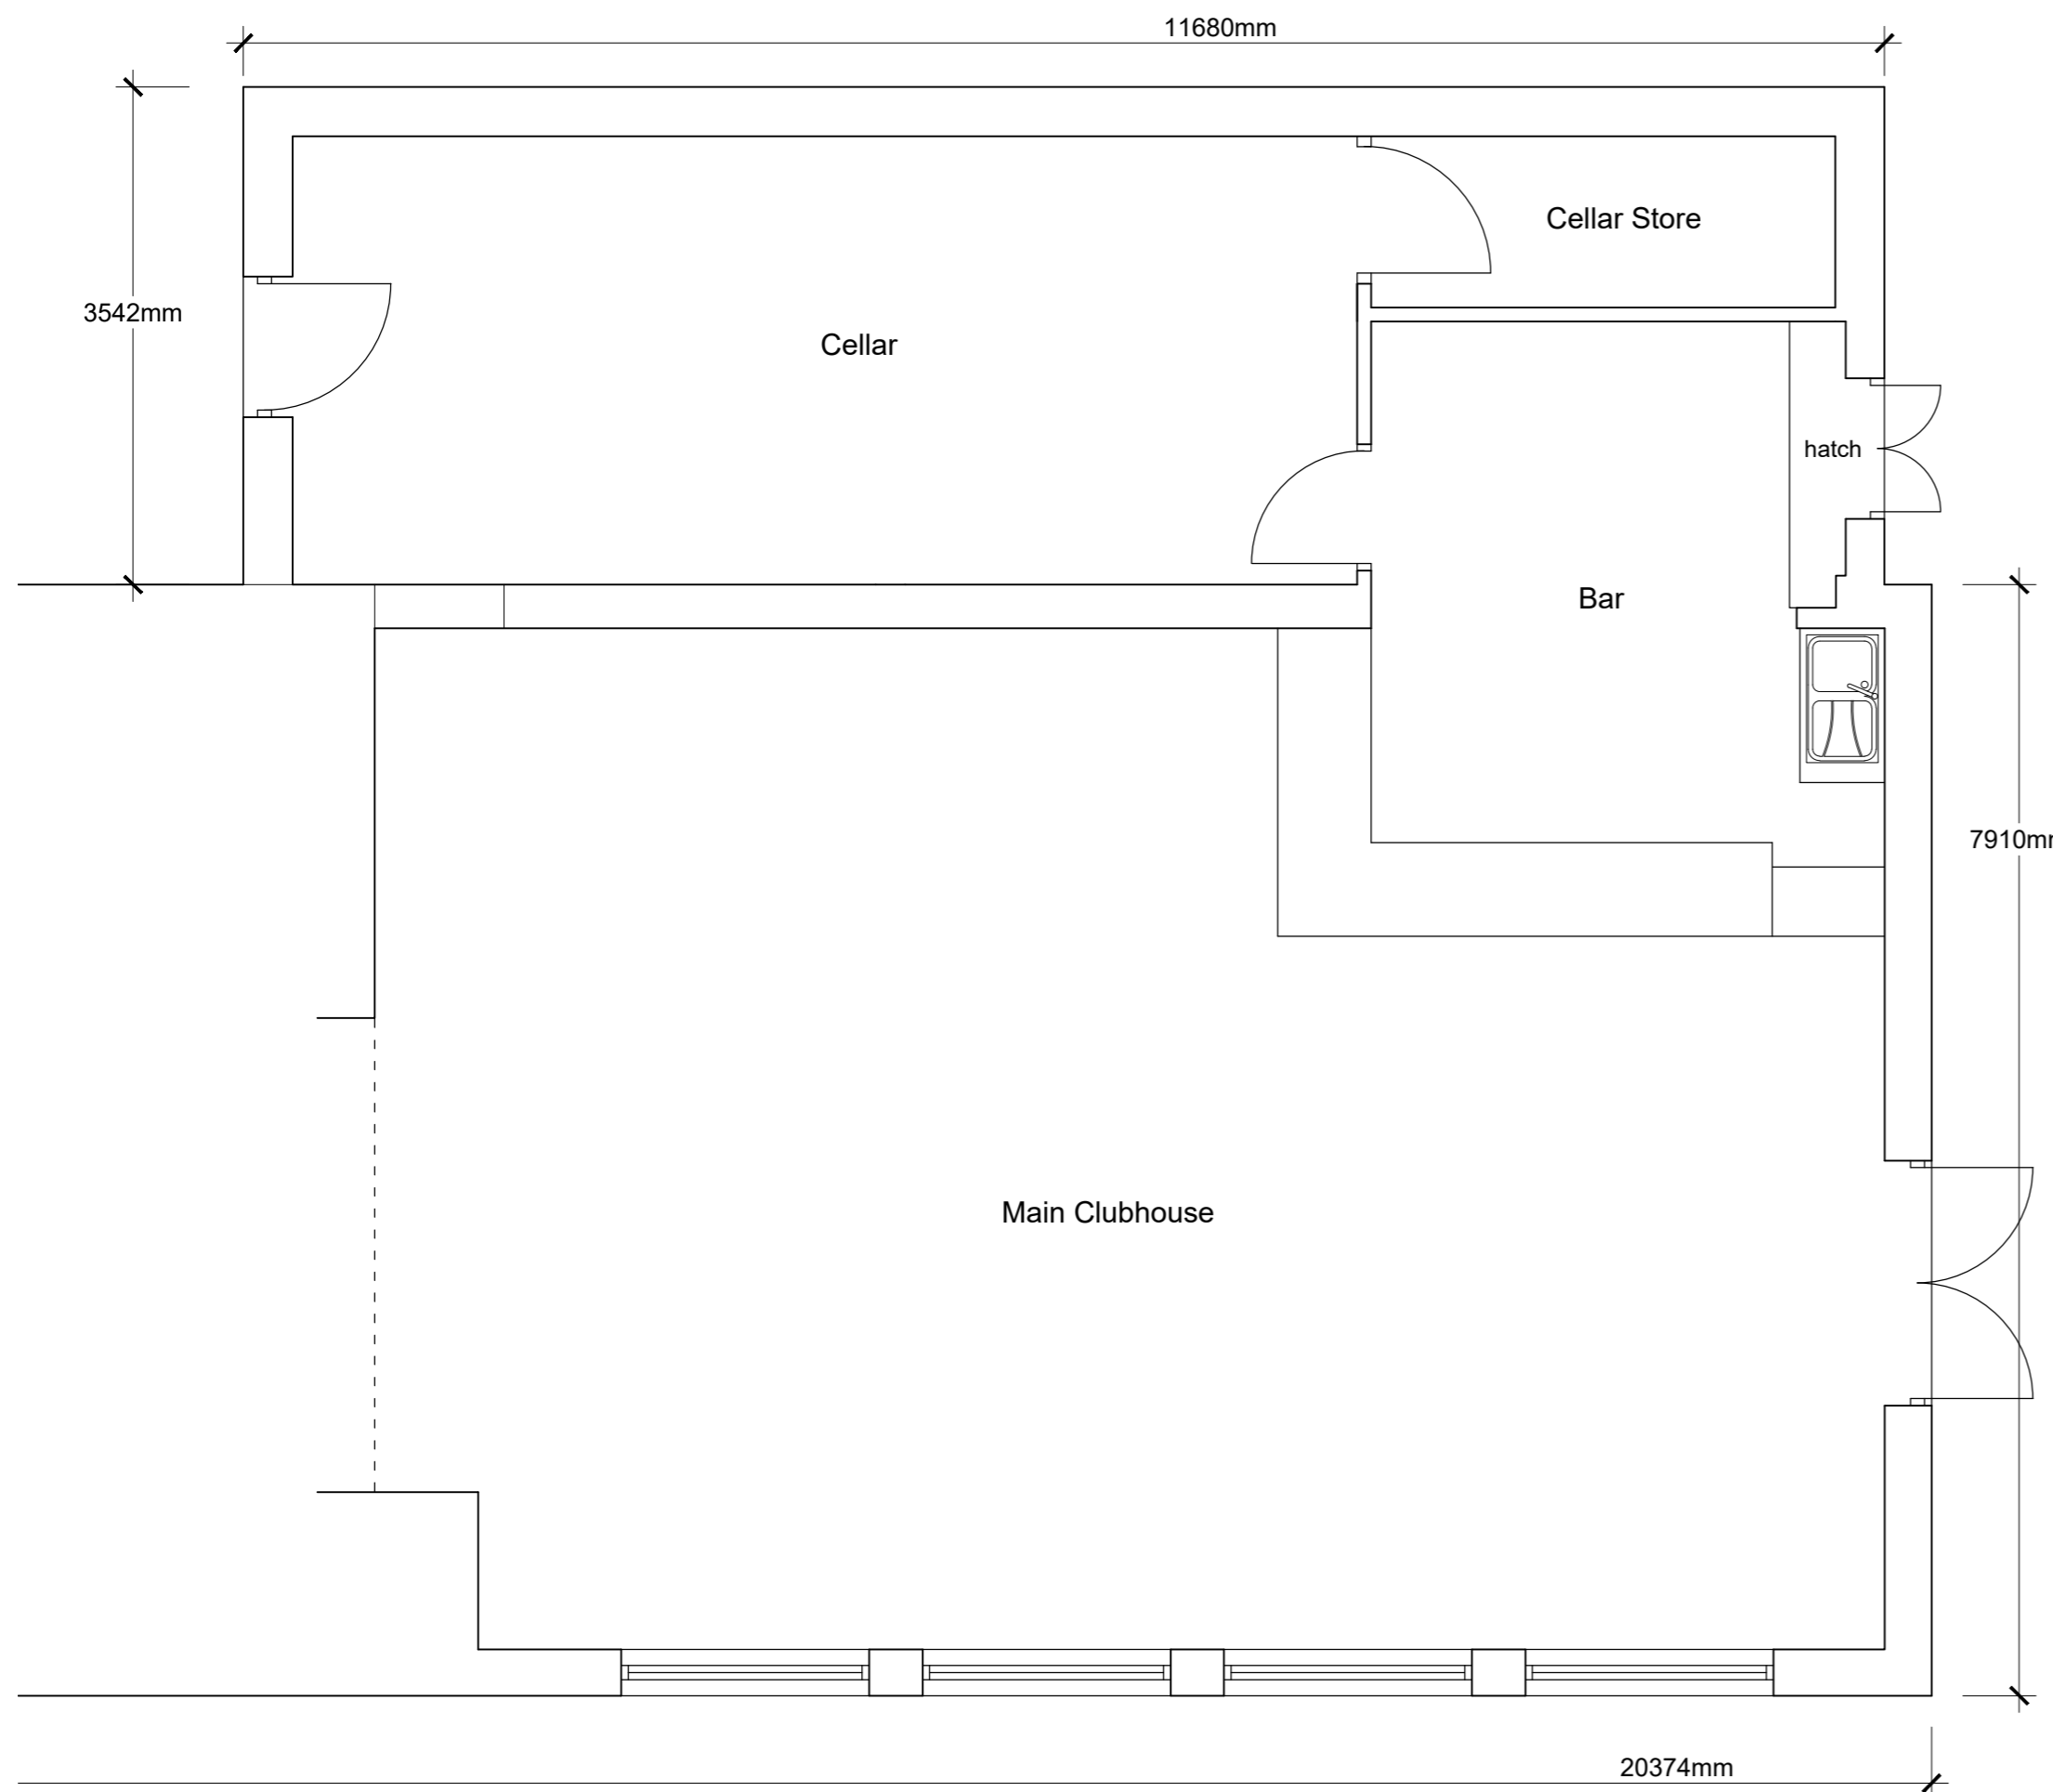 11680mm
Cellar Store
3542mm
Cellar
hatch
Bar
7910mm
Main Clubhouse
20374mm